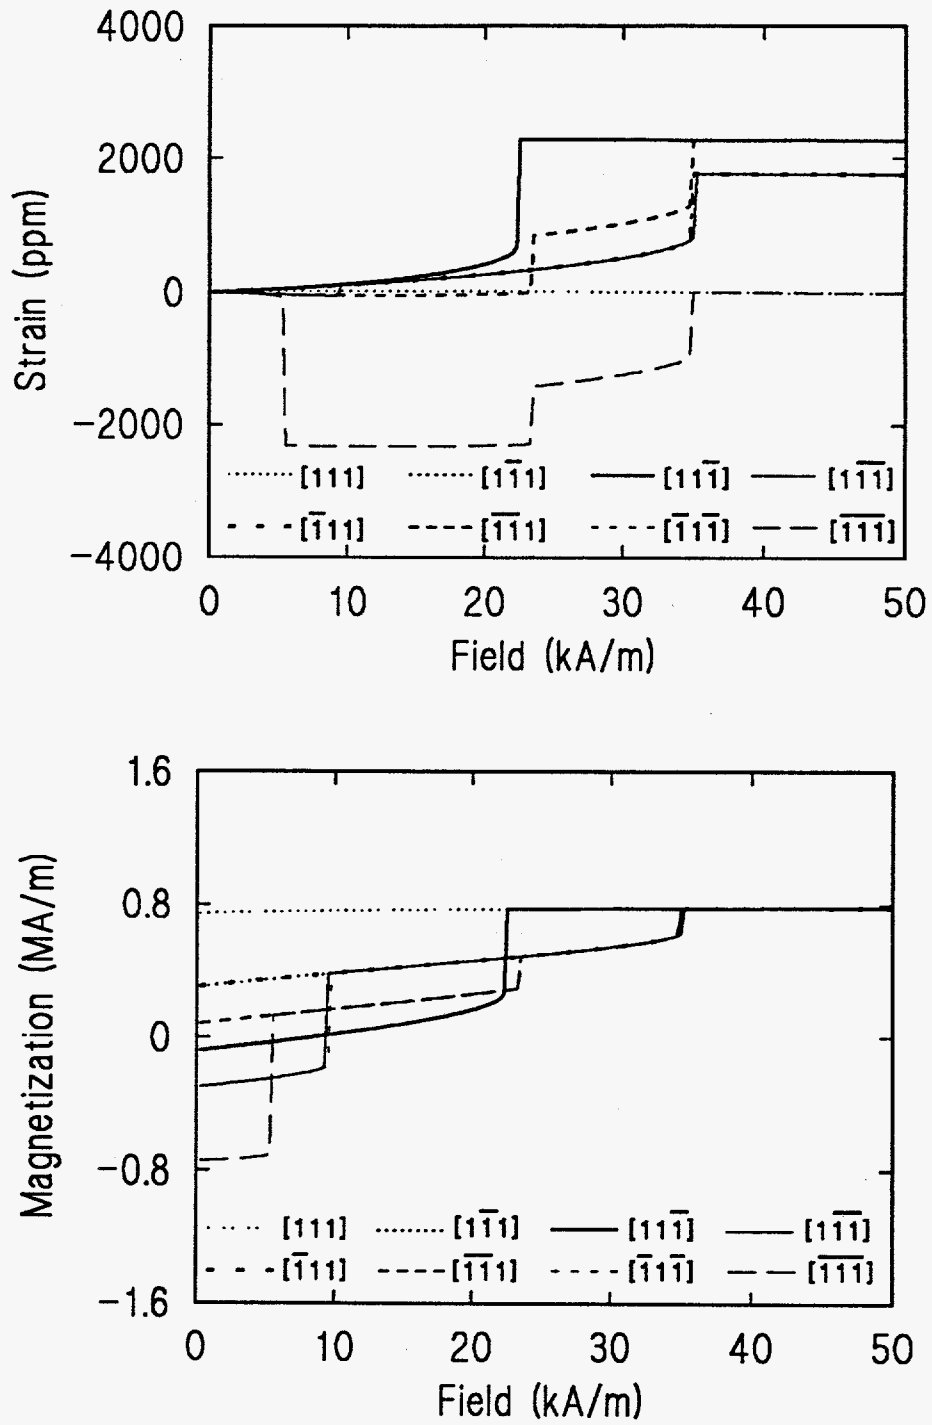 4000
2000
0
−2000
−4000
Strain (ppm)
[111] [11̅1] [111̅] [11̅1̅]
[1̅11] [1̅1̅1] [1̅11̅] [1̅1̅1̅]
0 10 20 30 40 50
Field (kA/m)
1.6
0.8
0
−0.8
−1.6
Magnetization (MA/m)
[111] [11̅1] [111̅] [11̅1̅]
[1̅11] [1̅1̅1] [1̅11̅] [1̅1̅1̅]
0 10 20 30 40 50
Field (kA/m)